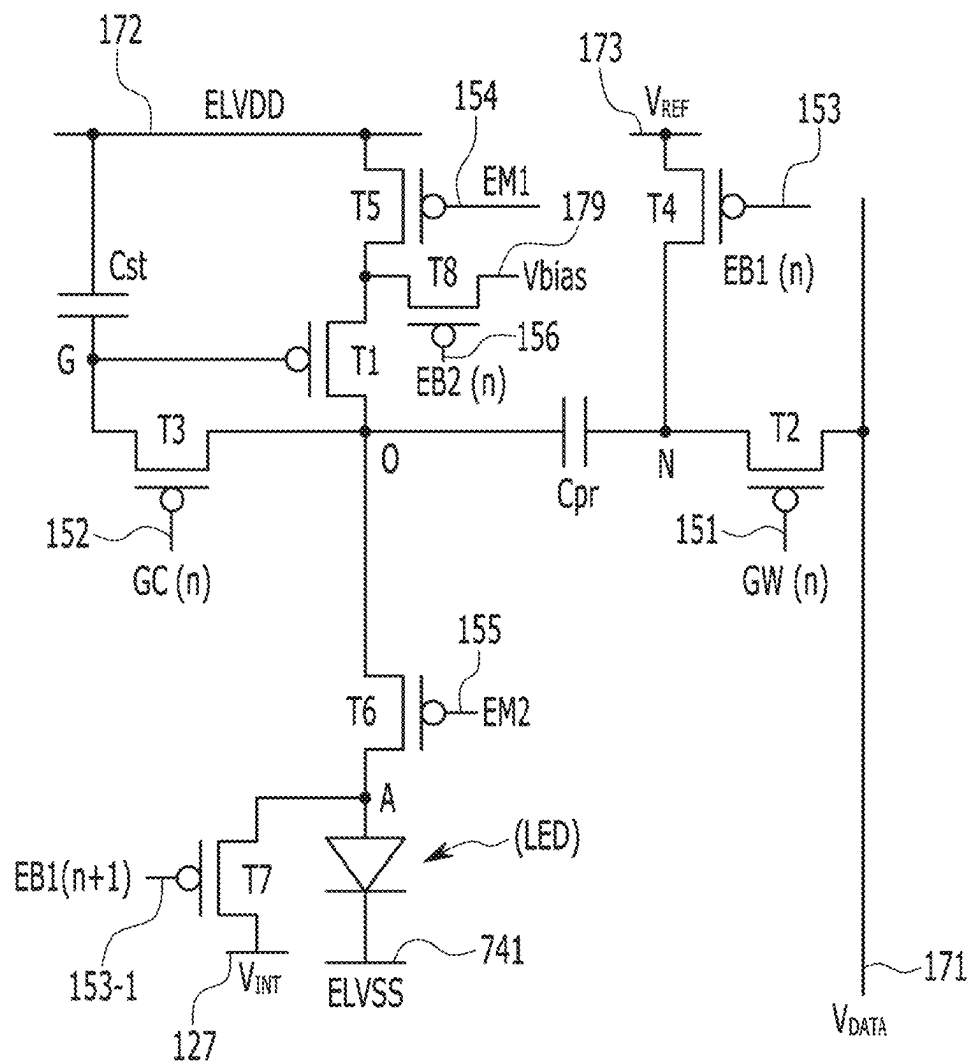 172
173
ELVDD
154
VREF
153
T5
EM1
179
T4
Cst
T8
Vbias
EB1 (n)
G
T1
156
EB2 (n)
T3
O
N
T2
Cpr
152
151
GC (n)
GW (n)
155
T6
EM2
A
(LED)
EB1(n+1)
T7
741
153-1
VINT
ELVSS
171
127
VDATA